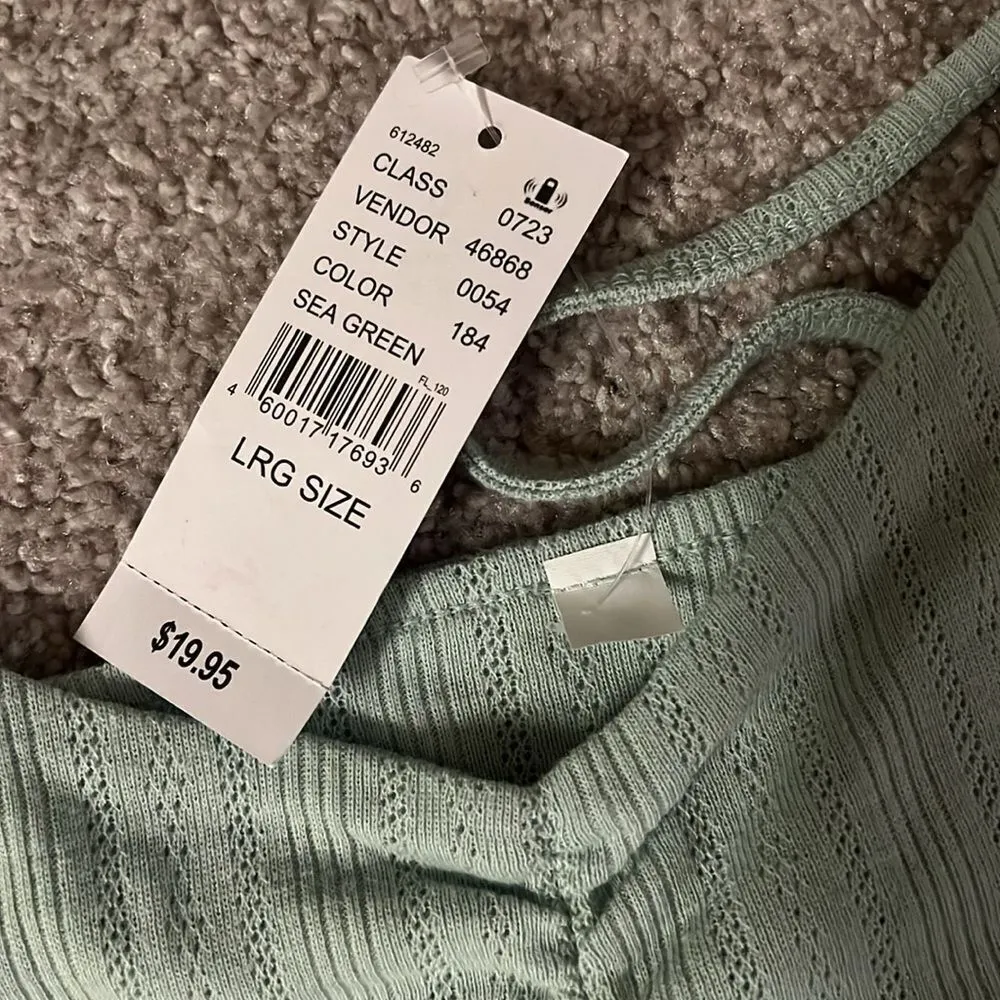 612482
CLASS 0723
VENDOR 46868
STYLE 0054
COLOR 184
SEA GREEN
FL_120
4 60017 17693 6
LRG SIZE
$19.95